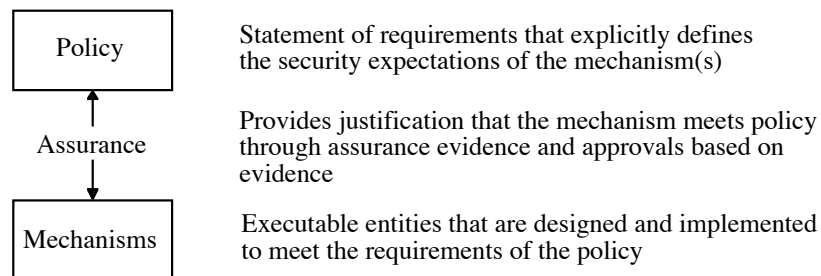 Policy
Statement of requirements that explicitly defines
the security expectations of the mechanism(s)
Assurance
Provides justification that the mechanism meets policy
through assurance evidence and approvals based on
evidence
Mechanisms
Executable entities that are designed and implemented
to meet the requirements of the policy